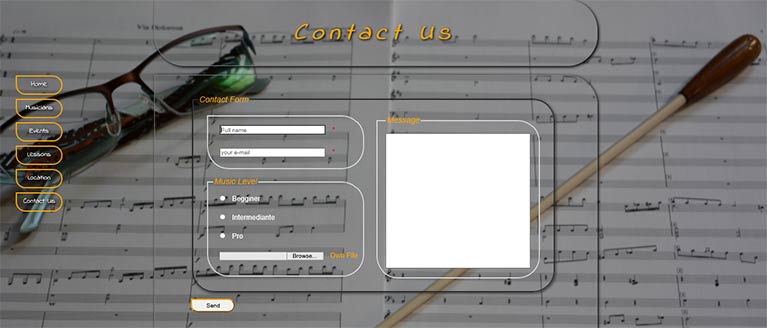 Via Dolorosa
Contact Us
Home
Musicians
Events
Lessons
Location
Contact Us
Contact Form
Full name
*
your e-mail
*
Message
Music Level
Begginer
Intermediante
Pro
Browse...
Own File
Send